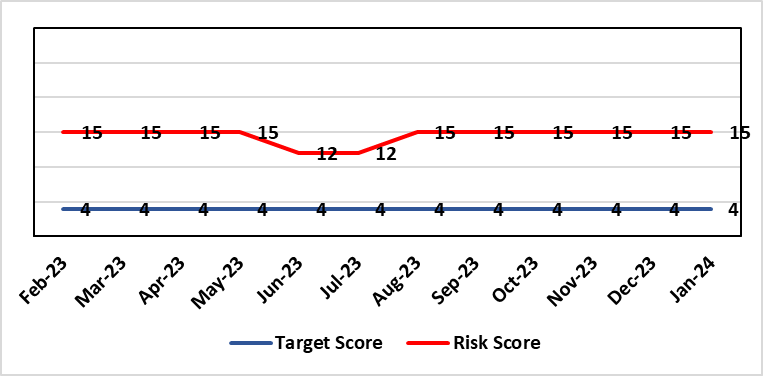 15 15 15 15 12 12 15 15 15 15 15 15
4 4 4 4 4 4 4 4 4 4 4 4
Feb-23 Mar-23 Apr-23 May-23 Jun-23 Jul-23 Aug-23 Sep-23 Oct-23 Nov-23 Dec-23 Jan-24
Target Score Risk Score